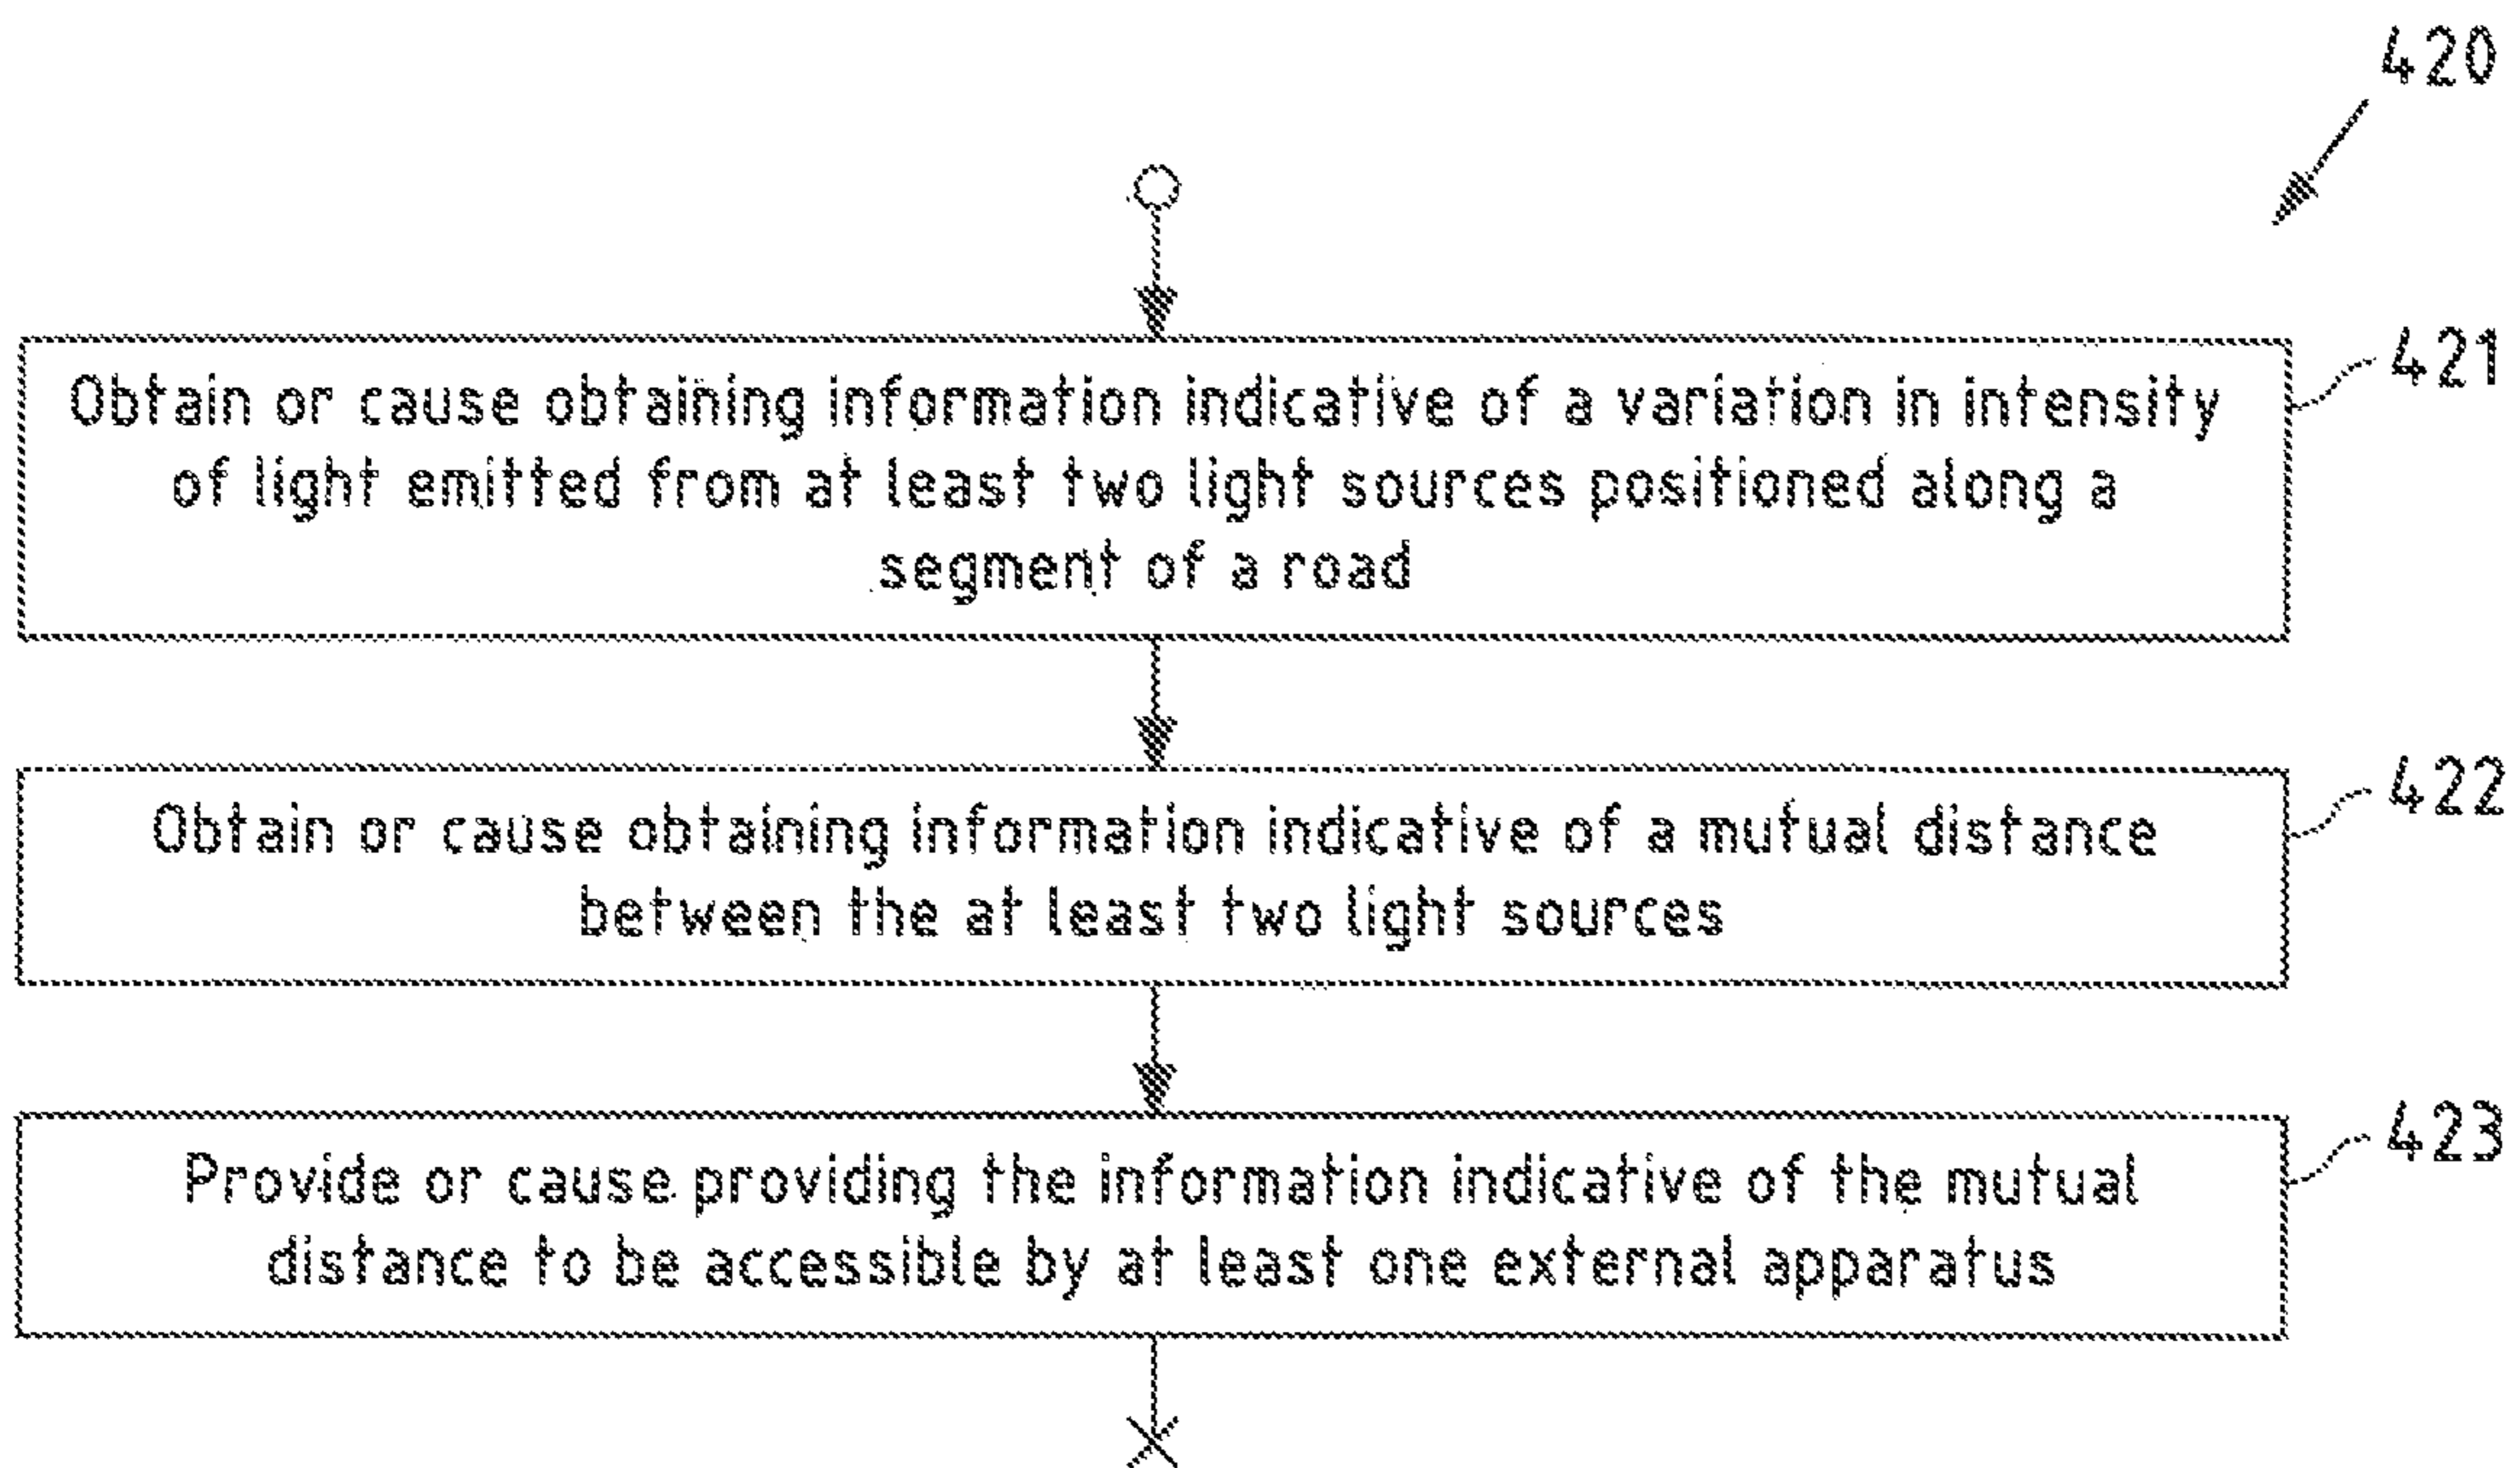 420
421
Obtain or cause obtaining information indicative of a variation in intensity
of light emitted from at least two light sources positioned along a
segment of a road
422
Obtain or cause obtaining information indicative of a mutual distance
between the at least two light sources
423
Provide or cause providing the information indicative of the mutual
distance to be accessible by at least one external apparatus